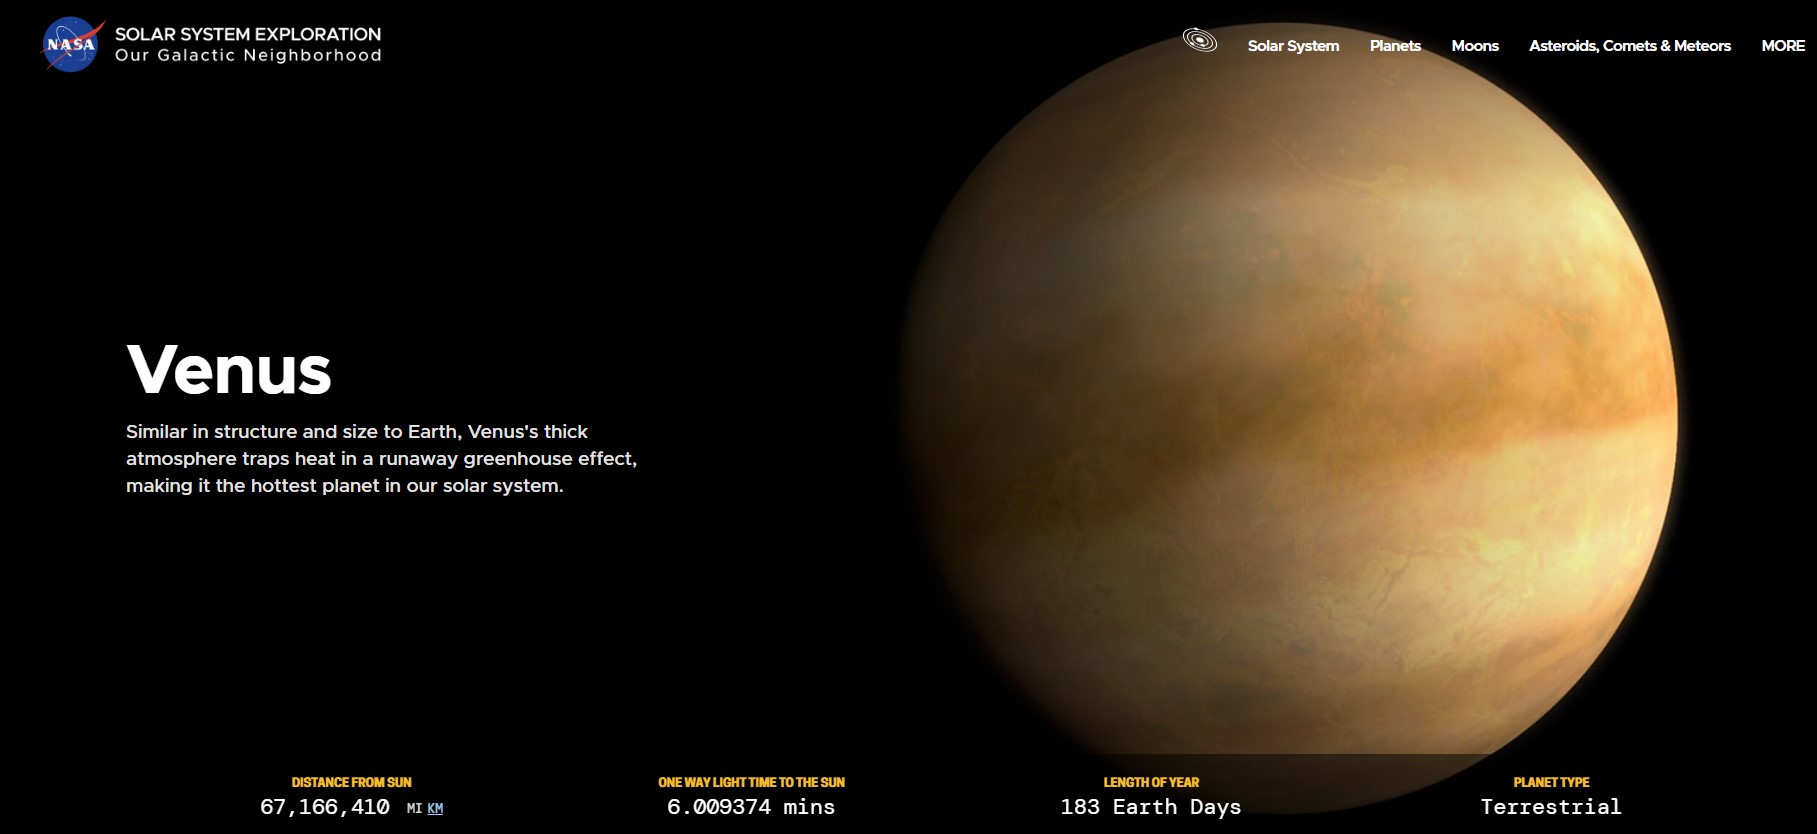 NASA
SOLAR SYSTEM EXPLORATION
Our Galactic Neighborhood
Solar System Planets Moons Asteroids, Comets & Meteors MORE
Venus
Similar in structure and size to Earth, Venus's thick
atmosphere traps heat in a runaway greenhouse effect,
making it the hottest planet in our solar system.
DISTANCE FROM SUN
67,166,410 MI KM
ONE WAY LIGHT TIME TO THE SUN
6.009374 mins
LENGTH OF YEAR
183 Earth Days
PLANET TYPE
Terrestrial